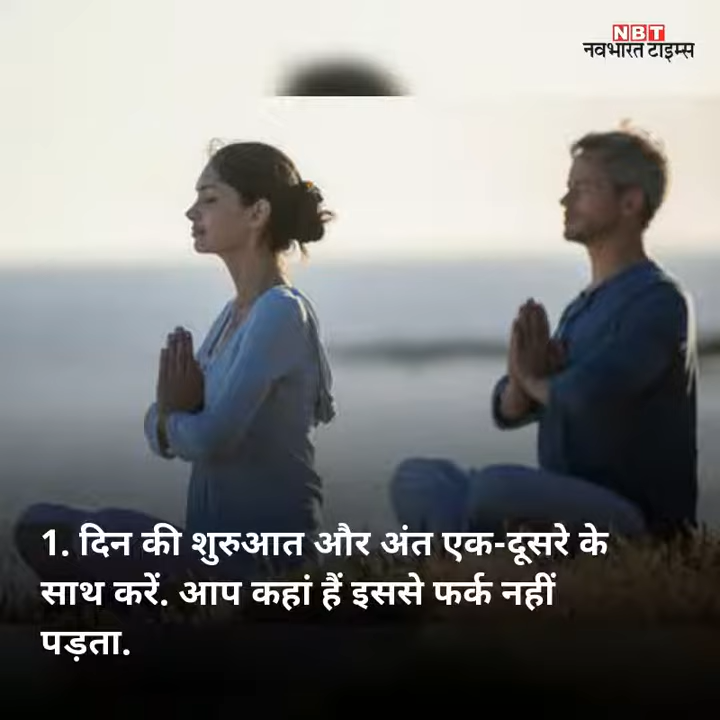 NBT
नवभारत टाइम्स
1. दिन की शुरुआत और अंत एक-दूसरे के
साथ करें. आप कहां हैं इससे फर्क नहीं
पड़ता.